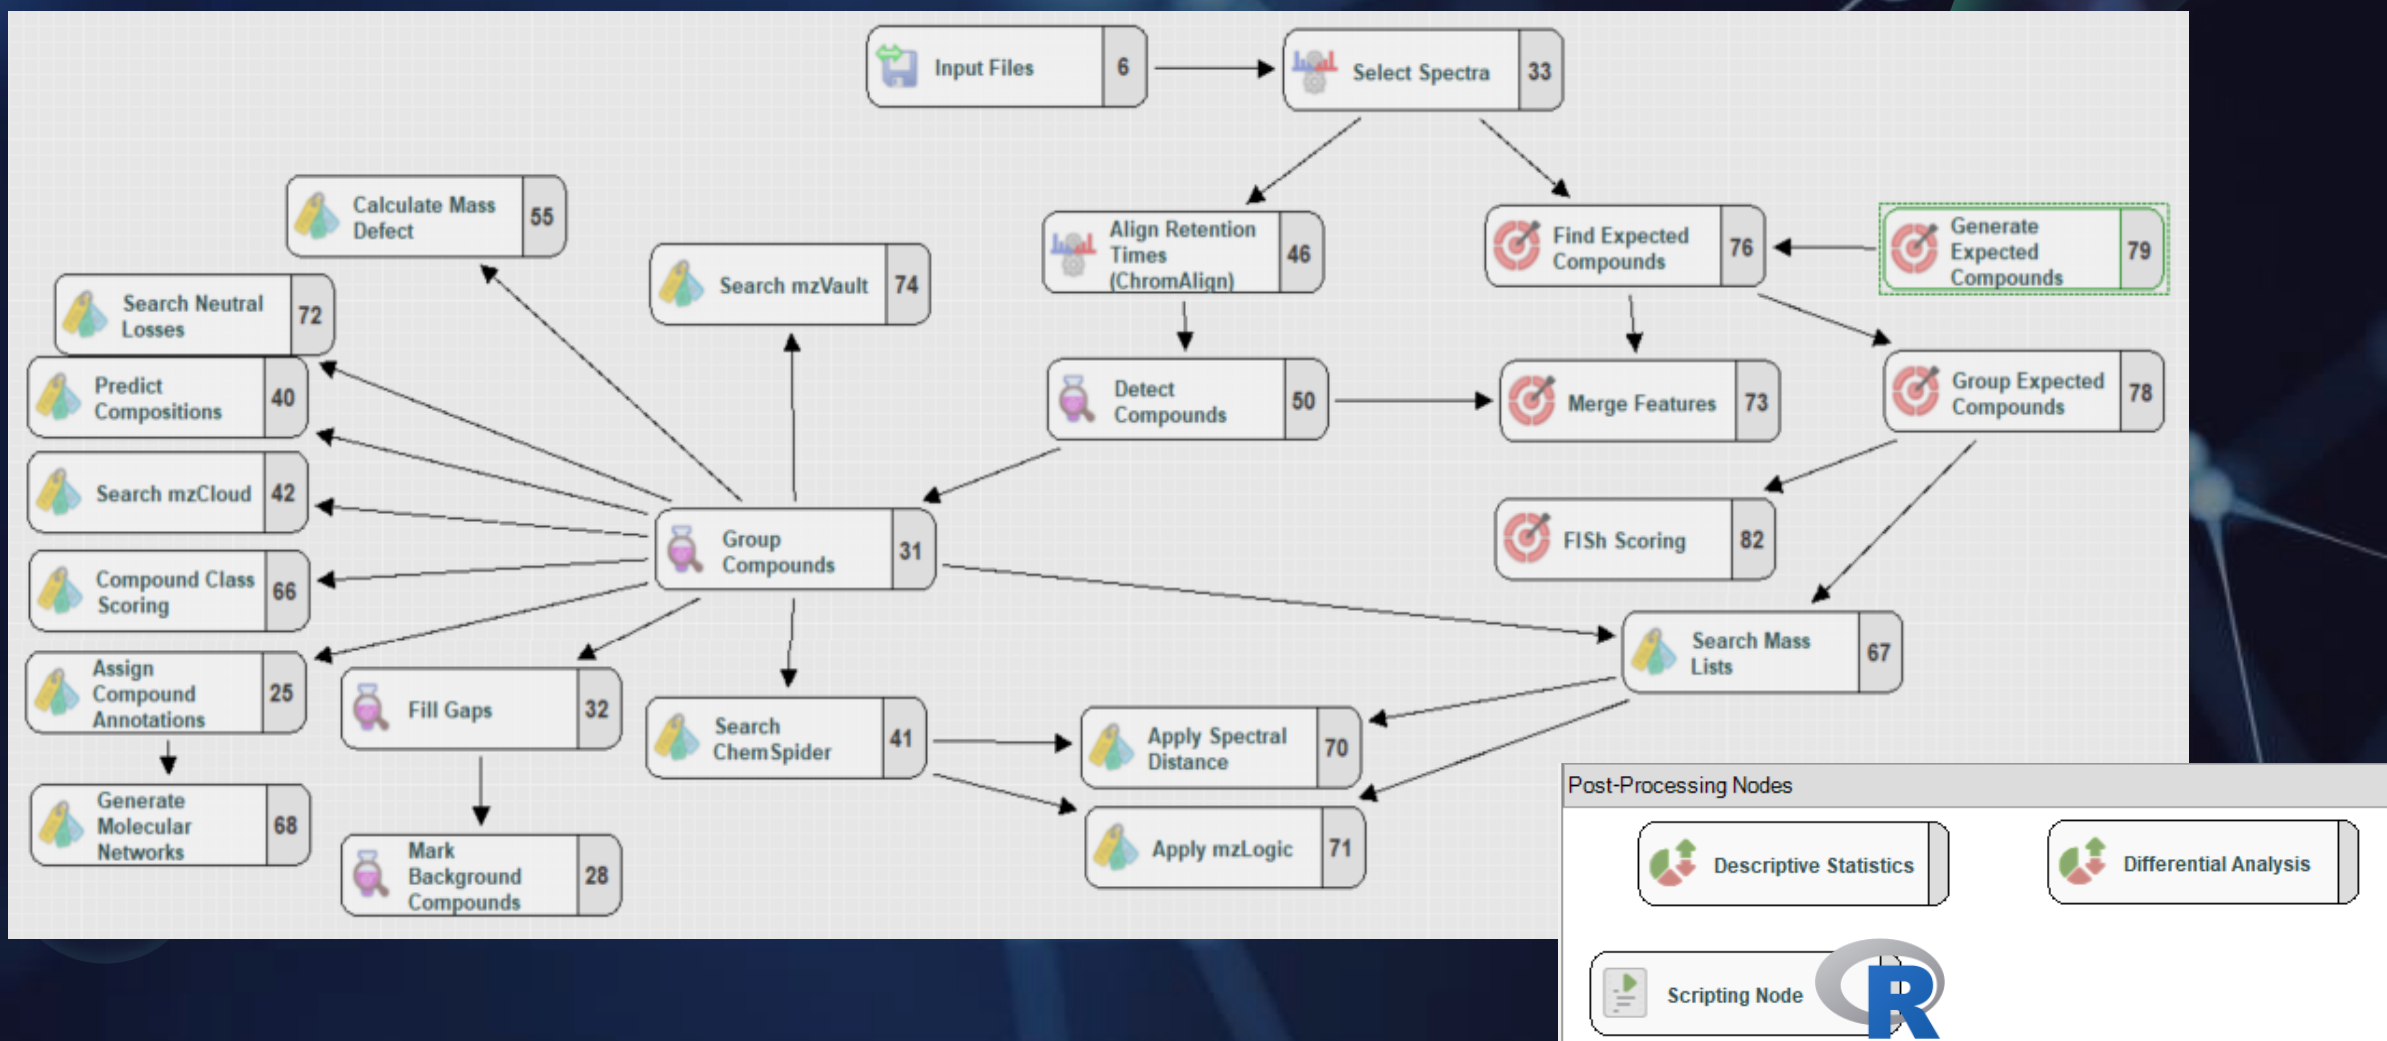 Input Files
6
Select Spectra
33
Calculate Mass
Defect
55
Search mzVault
74
Align Retention
Times
(ChromAlign)
46
Find Expected
Compounds
76
Generate
Expected
Compounds
79
Search Neutral
Losses
72
Predict
Compositions
40
Detect
Compounds
50
Merge Features
73
Group Expected
Compounds
78
Search mzCloud
42
Group
Compounds
31
FISh Scoring
82
Compound Class
Scoring
66
Search Mass
Lists
67
Assign
Compound
Annotations
25
Fill Gaps
32
Search
ChemSpider
41
Apply Spectral
Distance
70
Generate
Molecular
Networks
68
Mark
Background
Compounds
28
Apply mzLogic
71
Post-Processing Nodes
Descriptive Statistics
Differential Analysis
Scripting Node
R